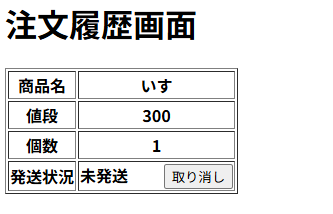 注文履歴画面
商品名 いす
値段 300
個数 1
発送状況 未発送 取り消し